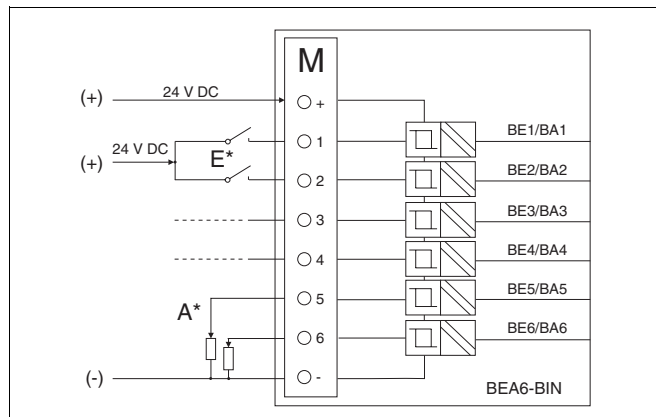 M
(+) 24 V DC +
(+) 24 V DC E* 1 BE1/BA1
2 BE2/BA2
3 BE3/BA3
4 BE4/BA4
A* 5 BE5/BA5
6 BE6/BA6
(-) -
BEA6-BIN